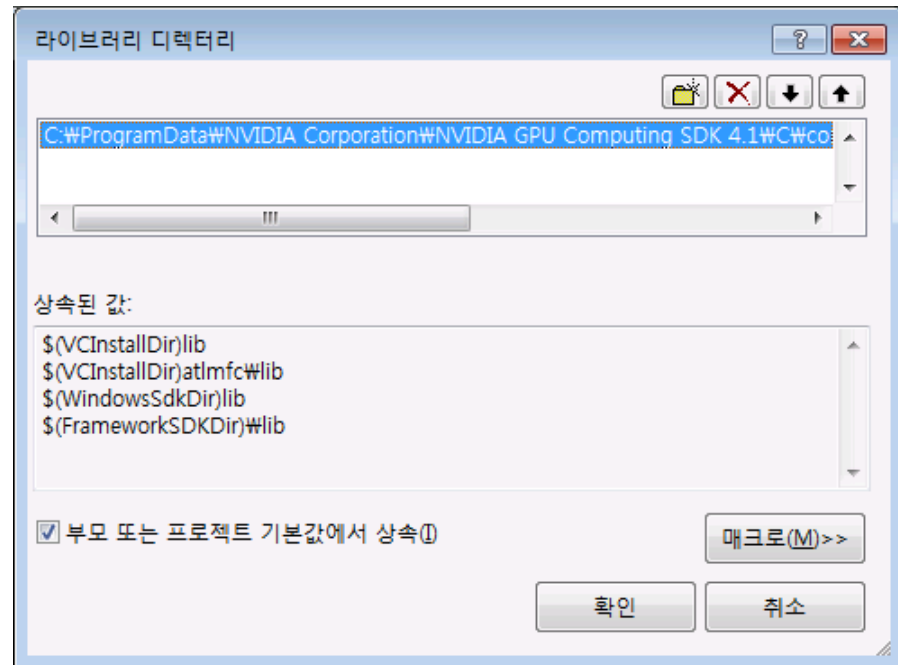 라이브러리 디렉터리
C:₩ProgramData₩NVIDIA Corporation₩NVIDIA GPU Computing SDK 4.1₩C₩co
상속된 값:
$(VCInstallDir)lib
$(VCInstallDir)atlmfc₩lib
$(WindowsSdkDir)lib
$(FrameworkSDKDir)₩lib
부모 또는 프로젝트 기본값에서 상속(I)
매크로(M)>>
확인
취소